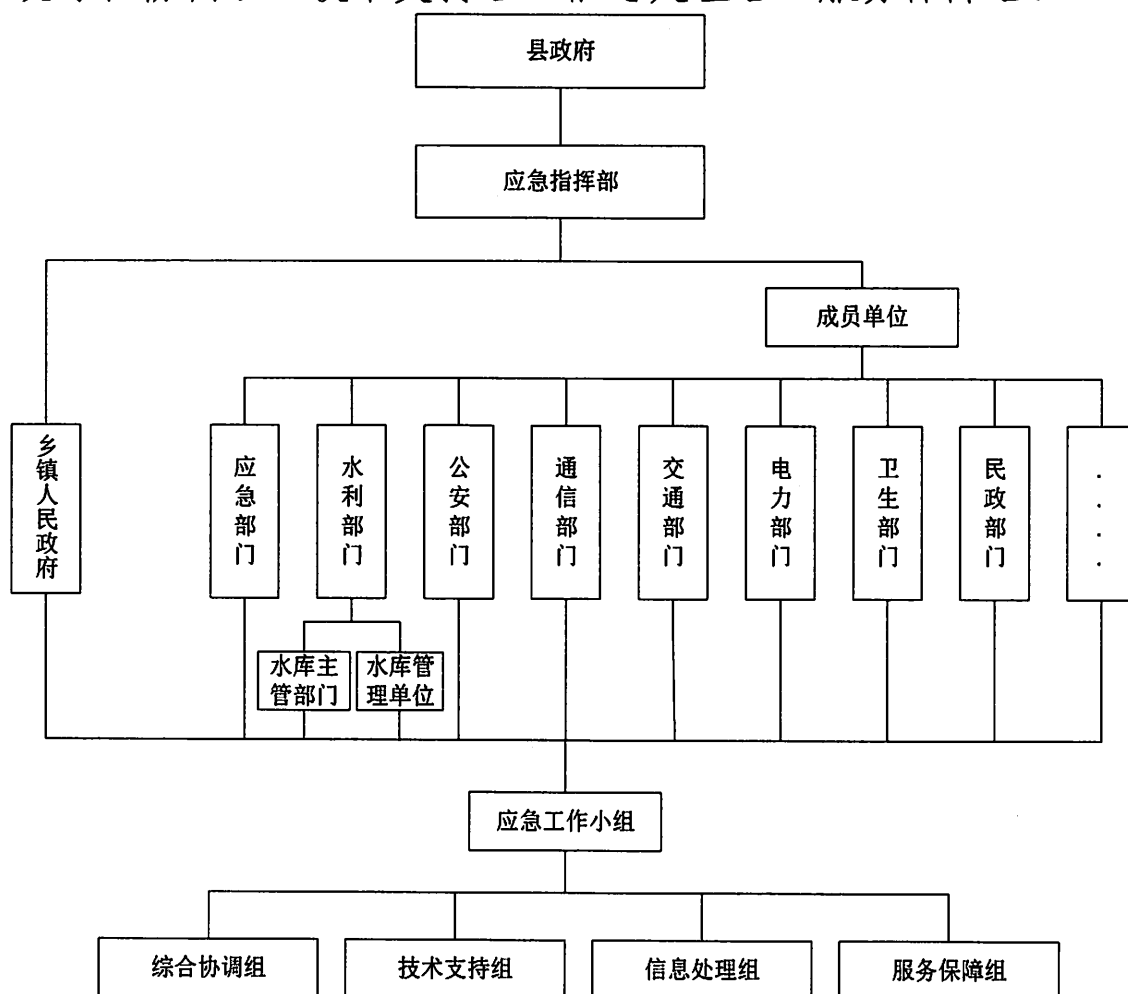 县政府
应急指挥部
成员单位
乡镇人民政府
应急部门
水利部门
公安部门
通信部门
交通部门
电力部门
卫生部门
民政部门
....
水库主
管部门
水库管
理单位
应急工作小组
综合协调组
技术支持组
信息处理组
服务保障组